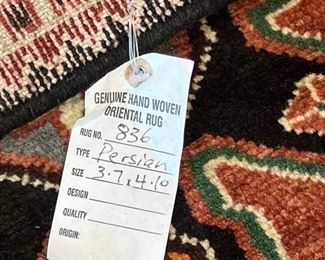 GENUINE HAND WOVEN
ORIENTAL RUG
RUG NO. 836
TYPE Persian
SIZE 3.7 x 4.10
DESIGN
QUALITY
ORIGIN: